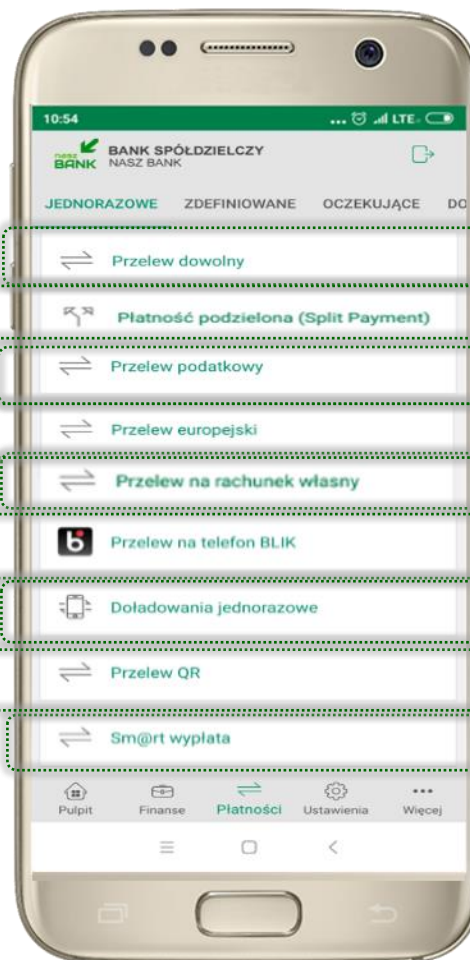 10:54 ... LTE
nasz BANK BANK SPÓŁDZIELCZY
NASZ BANK
JEDNORAZOWE ZDEFINIOWANE OCZEKUJĄCE DO
Przelew dowolny
Płatność podzielona (Split Payment)
Przelew podatkowy
Przelew europejski
Przelew na rachunek własny
Przelew na telefon BLIK
Doładowania jednorazowe
Przelew QR
Sm@rt wypłata
Pulpit Finanse Płatności Ustawienia Więcej